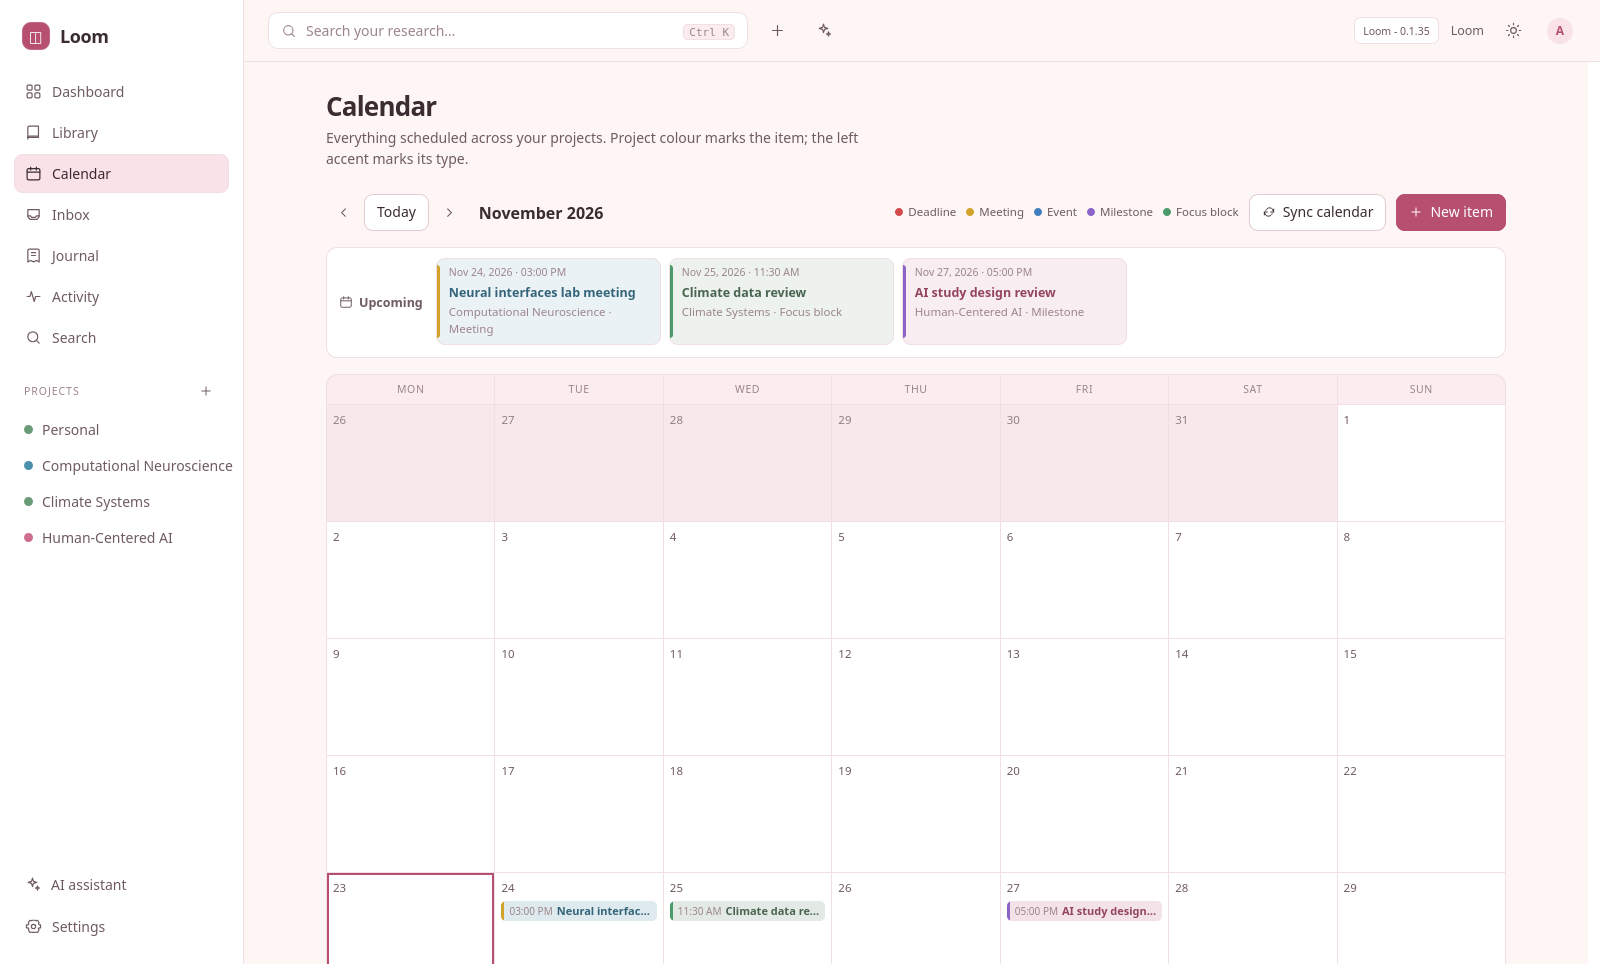 Loom
Dashboard
Library
Calendar
Inbox
Journal
Activity
Search
PROJECTS
Personal
Computational Neuroscience
Climate Systems
Human-Centered AI
AI assistant
Settings
Search your research...
Ctrl K
Loom - 0.1.35
Loom
A
Calendar
Everything scheduled across your projects. Project colour marks the item; the left
accent marks its type.
Today
November 2026
Deadline
Meeting
Event
Milestone
Focus block
Sync calendar
New item
Upcoming
Nov 24, 2026 · 03:00 PM
Neural interfaces lab meeting
Computational Neuroscience ·
Meeting
Nov 25, 2026 · 11:30 AM
Climate data review
Climate Systems · Focus block
Nov 27, 2026 · 05:00 PM
AI study design review
Human-Centered AI · Milestone
MON TUE WED THU FRI SAT SUN
26 27 28 29 30 31 1
2 3 4 5 6 7 8
9 10 11 12 13 14 15
16 17 18 19 20 21 22
23 24 25 26 27 28 29
03:00 PM Neural interfac...
11:30 AM Climate data re...
05:00 PM AI study design...